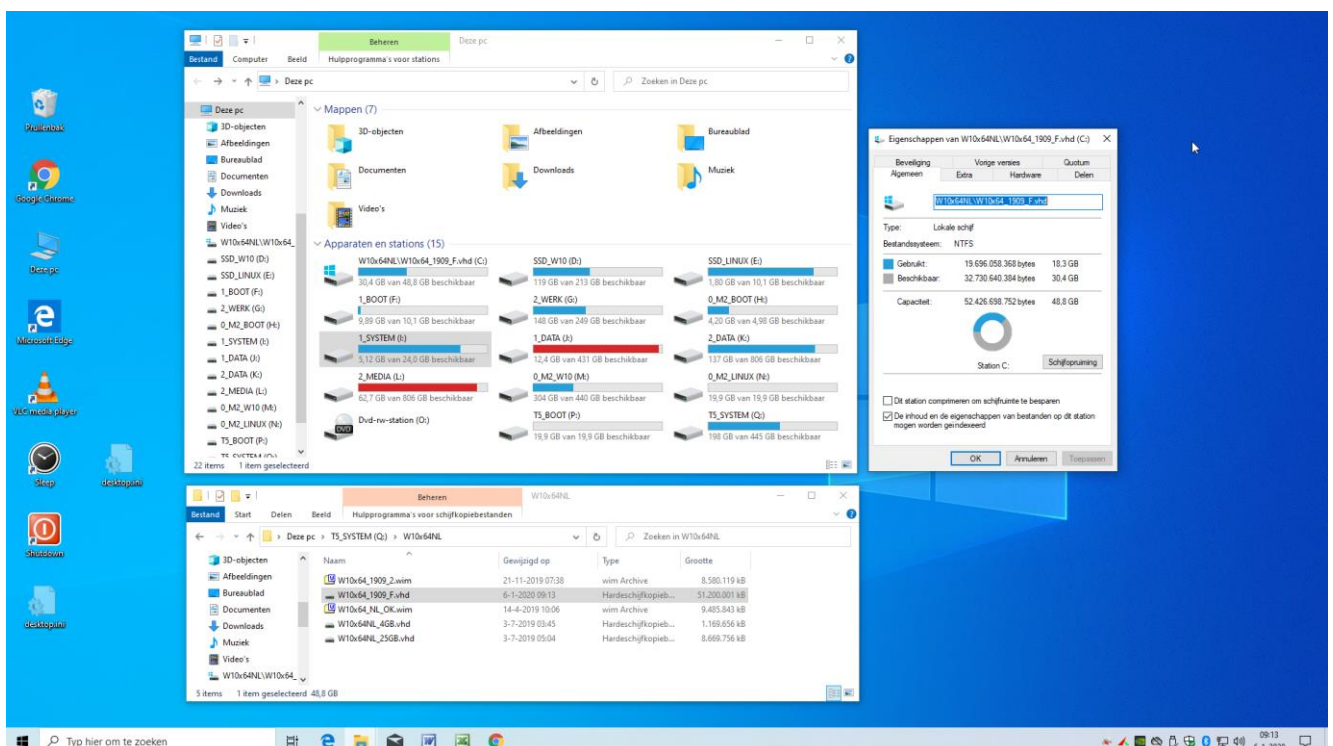 Prullenbak
Google Chrome
Deze pc
Microsoft Edge
VLC media player
Sleep
desktop.ini
Shutdown
desktop.ini
Beheren
Deze pc
Bestand
Computer
Beeld
Hulpprogramma's voor stations
Deze pc
Zoeken in Deze pc
Deze pc
3D-objecten
Afbeeldingen
Bureaublad
Documenten
Downloads
Muziek
Video's
W10x64NL\W10x64_
SSD_W10 (D:)
SSD_LINUX (E:)
1_BOOT (F:)
2_WERK (G:)
0_M2_BOOT (H:)
1_SYSTEM (I:)
1_DATA (J:)
2_DATA (K:)
2_MEDIA (L:)
0_M2_W10 (M:)
0_M2_LINUX (N:)
T5_BOOT (P:)
T5_SYSTEM (Q:)
Mappen (7)
3D-objecten
Afbeeldingen
Bureaublad
Documenten
Downloads
Muziek
Video's
Apparaten en stations (15)
W10x64NL\W10x64_1909_F.vhd (C:)
30,4 GB van 48,8 GB beschikbaar
SSD_W10 (D:)
119 GB van 213 GB beschikbaar
SSD_LINUX (E:)
1,80 GB van 10,1 GB beschikbaar
1_BOOT (F:)
9,89 GB van 10,1 GB beschikbaar
2_WERK (G:)
148 GB van 249 GB beschikbaar
0_M2_BOOT (H:)
4,20 GB van 4,98 GB beschikbaar
1_SYSTEM (I:)
5,12 GB van 24,0 GB beschikbaar
1_DATA (J:)
12,4 GB van 431 GB beschikbaar
2_DATA (K:)
137 GB van 806 GB beschikbaar
2_MEDIA (L:)
62,7 GB van 806 GB beschikbaar
0_M2_W10 (M:)
304 GB van 440 GB beschikbaar
0_M2_LINUX (N:)
19,9 GB van 19,9 GB beschikbaar
Dvd-rw-station (O:)
T5_BOOT (P:)
19,9 GB van 19,9 GB beschikbaar
T5_SYSTEM (Q:)
198 GB van 445 GB beschikbaar
22 items 1 item geselecteerd
Eigenschappen van W10x64NL\W10x64_1909_F.vhd (C:)
Beveiliging Vorige versies Quotum
Algemeen Extra Hardware Delen
W10x64NL\W10x64_1909_F.vhd
Type: Lokale schijf
Bestandssysteem: NTFS
Gebruikt: 19.696.058.368 bytes 18,3 GB
Beschikbaar: 32.730.640.384 bytes 30,4 GB
Capaciteit: 52.426.698.752 bytes 48,8 GB
Station C:
Schijfopruiming
Dit station comprimeren om schijfruimte te besparen
De inhoud en de eigenschappen van bestanden op dit station
mogen worden geïndexeerd
OK Annuleren Toepassen
Beheren
W10x64NL
Bestand
Start
Delen
Beeld
Hulpprogramma's voor schijfkopiebestanden
Deze pc
T5_SYSTEM (Q:)
W10x64NL
Zoeken in W10x64NL
3D-objecten
Afbeeldingen
Bureaublad
Documenten
Downloads
Muziek
Video's
W10x64NL\W10x64_
Naam Gewijzigd op Type Grootte
W10x64_1909_2.wim 21-11-2019 07:38 wim Archive 8.580.119 kB
W10x64_1909_F.vhd 6-1-2020 09:13 Hardeschijfkopieb... 51.200.001 kB
W10x64_NL_OK.wim 14-4-2019 10:06 wim Archive 9.485.843 kB
W10x64NL_4GB.vhd 3-7-2019 03:45 Hardeschijfkopieb... 1.169.656 kB
W10x64NL_25GB.vhd 3-7-2019 05:04 Hardeschijfkopieb... 8.669.756 kB
5 items 1 item geselecteerd 48,8 GB
Typ hier om te zoeken
09:13
6-1-2020